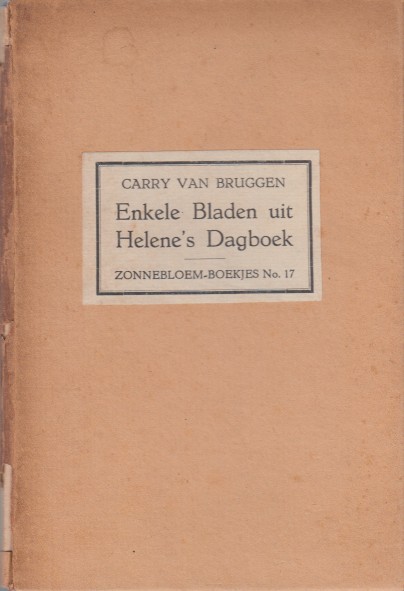 CARRY VAN BRUGGEN
Enkele Bladen uit
Helene's Dagboek
ZONNEBLOEM-BOEKJES No. 17